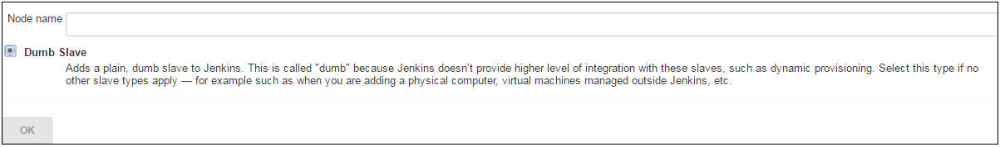 Node name
Dumb Slave
Adds a plain, dumb slave to Jenkins. This is called "dumb" because Jenkins doesn't provide higher level of integration with these slaves, such as dynamic provisioning. Select this type if no
other slave types apply — for example such as when you are adding a physical computer, virtual machines managed outside Jenkins, etc.
OK